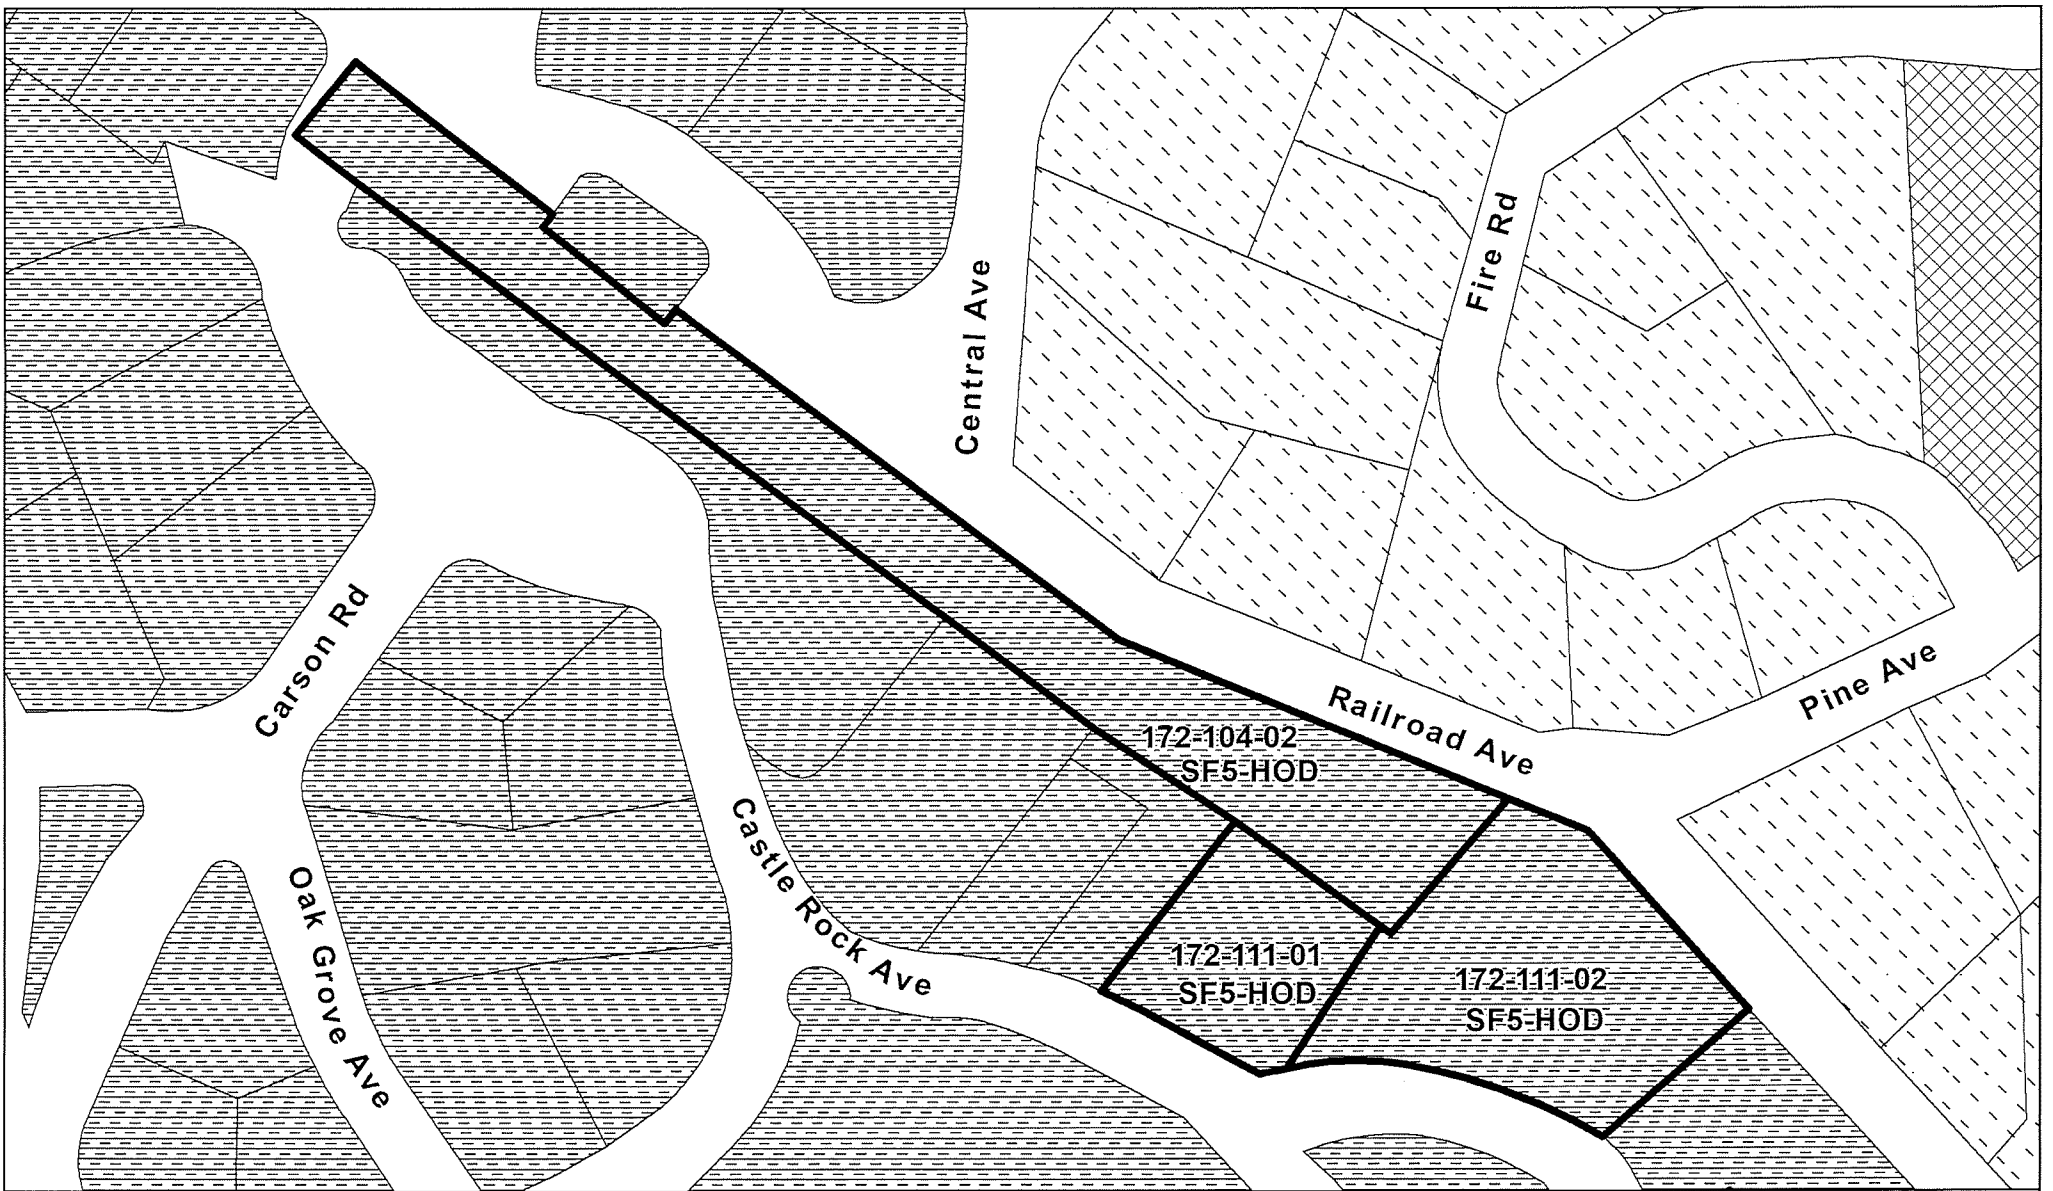 Fire Rd
Central Ave
Carson Rd
Pine Ave
Railroad Ave
172-104-02
SF5-HOD
Castle Rock Ave
Oak Grove Ave
172-111-01
SF5-HOD
172-111-02
SF5-HOD